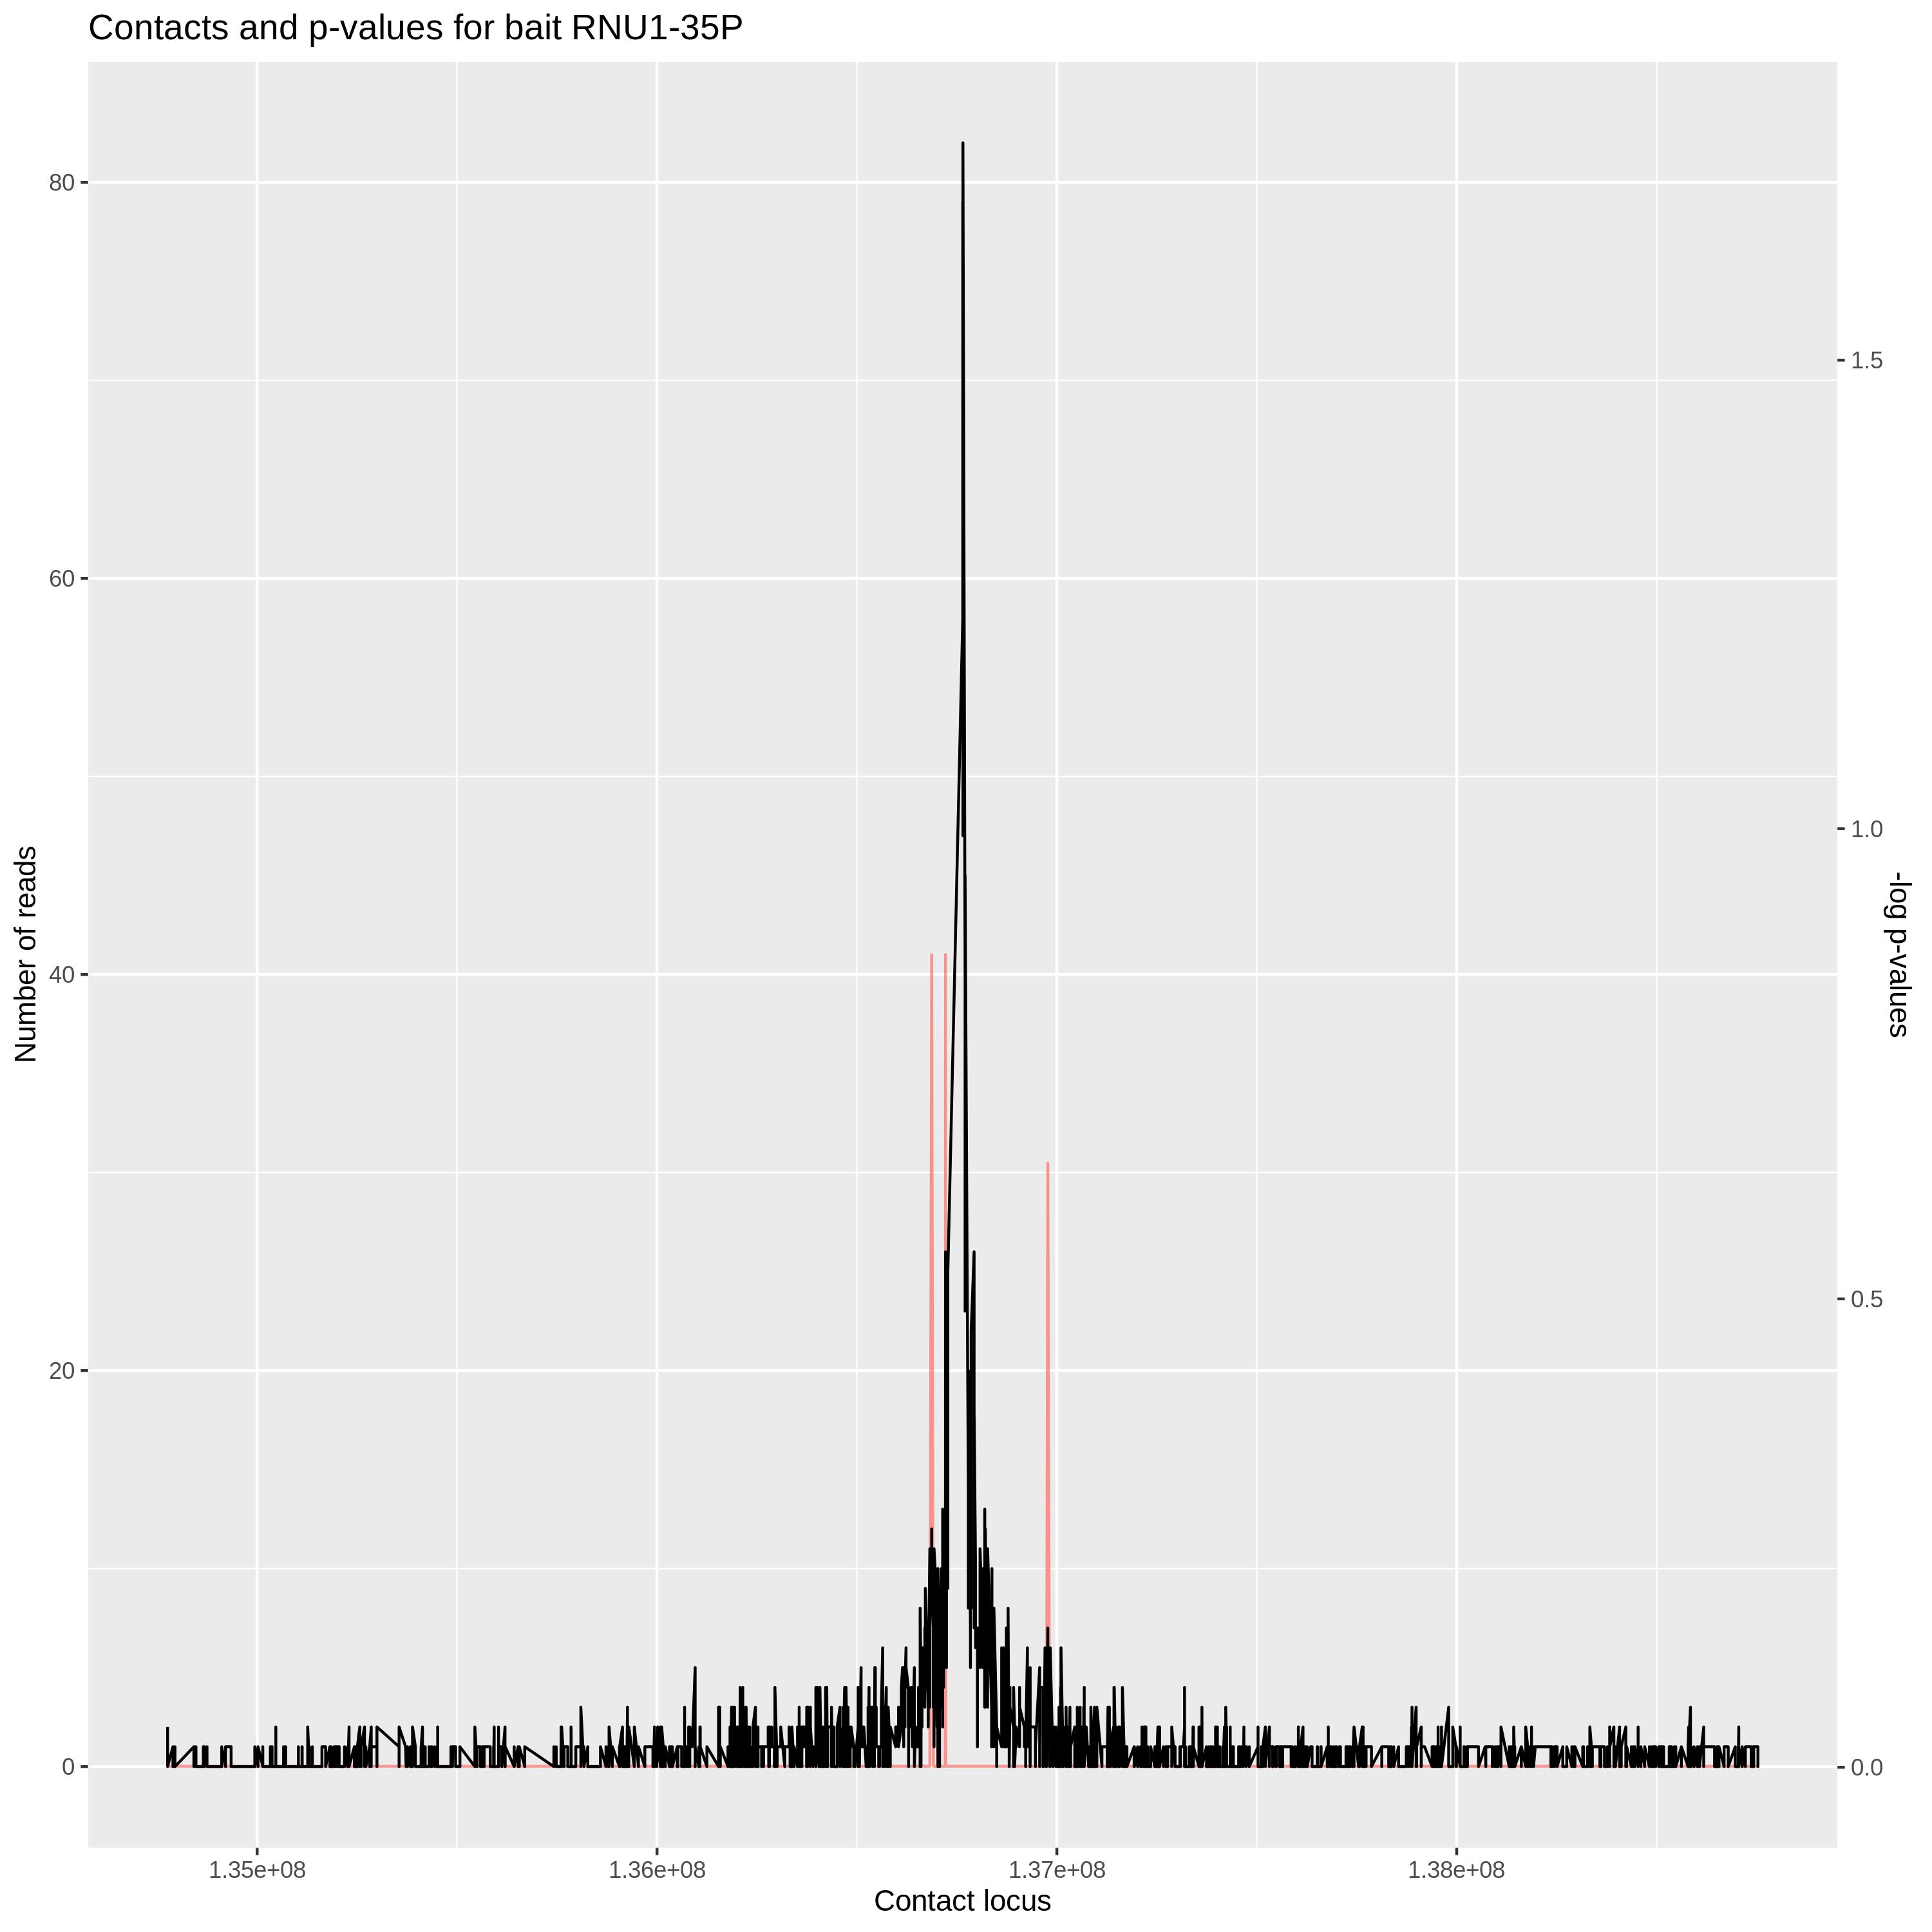 Contacts and p-values for bait RNU1-35P
80
60
40
20
0
1.5
1.0
0.5
0.0
Number of reads
-log p-values
1.35e+08
1.36e+08
1.37e+08
1.38e+08
Contact locus